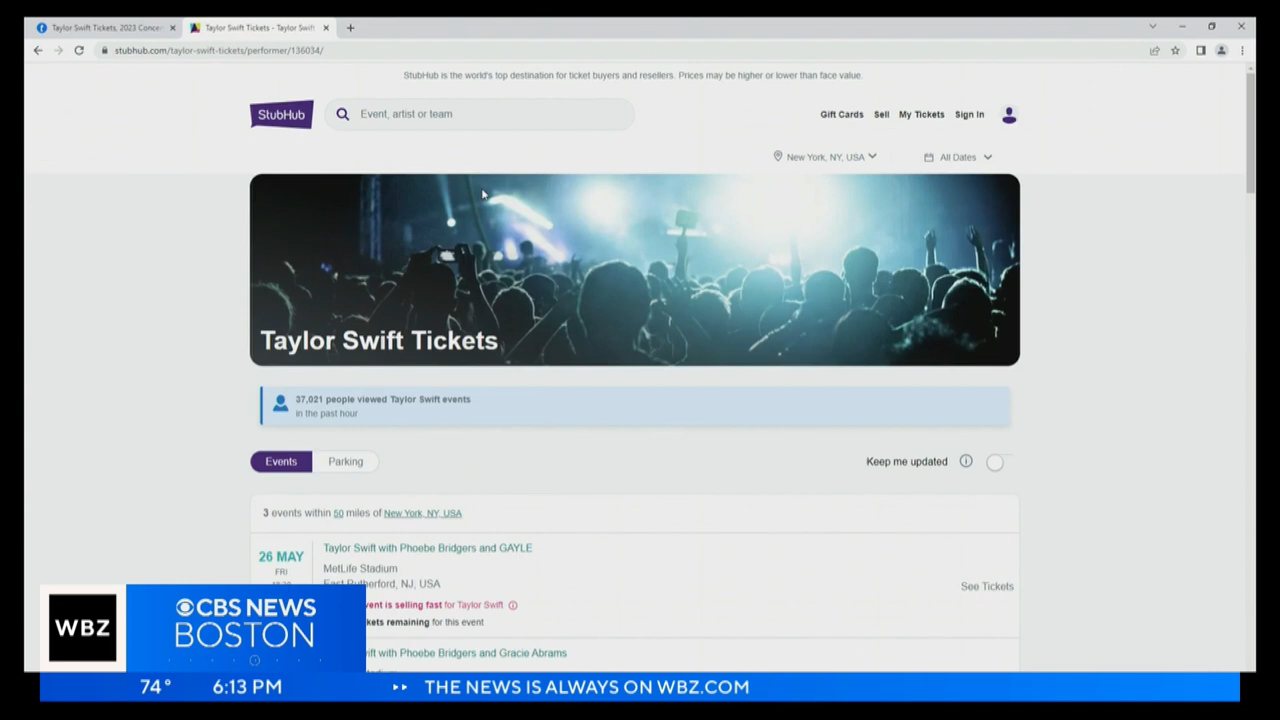 Taylor Swift Tickets, 2023 Concer
Taylor Swift Tickets - Taylor Swift
stubhub.com/taylor-swift-tickets/performer/136034/
StubHub is the world's top destination for ticket buyers and resellers. Prices may be higher or lower than face value.
StubHub
Event, artist or team
Gift Cards Sell My Tickets Sign In
New York, NY, USA
All Dates
Taylor Swift Tickets
37,021 people viewed Taylor Swift events
in the past hour
Events Parking
Keep me updated
3 events within 50 miles of New York, NY, USA
26 MAY
FRI
Taylor Swift with Phoebe Bridgers and GAYLE
MetLife Stadium
East Rutherford, NJ, USA
See Tickets
vent is selling fast for Taylor Swift
kets remaining for this event
ift with Phoebe Bridgers and Gracie Abrams
WBZ
CBS NEWS
BOSTON
74° 6:13 PM THE NEWS IS ALWAYS ON WBZ.COM